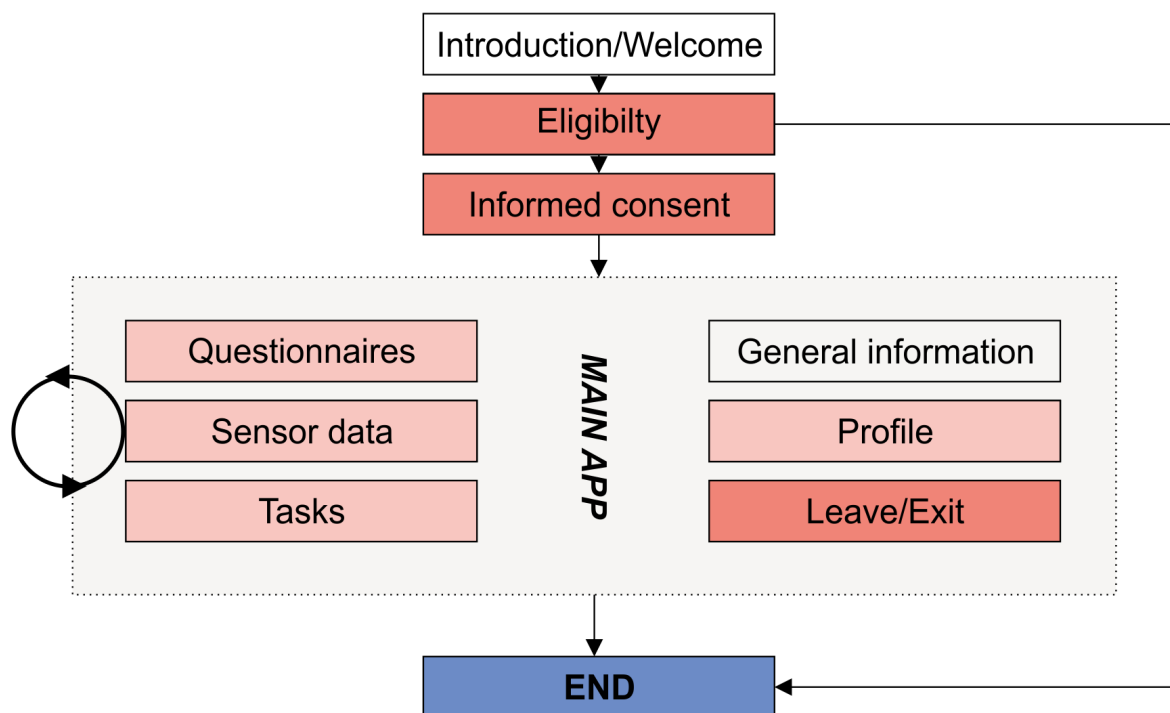 Introduction/Welcome
Eligibilty
Informed consent
Questionnaires
Sensor data
Tasks
MAIN APP
General information
Profile
Leave/Exit
END